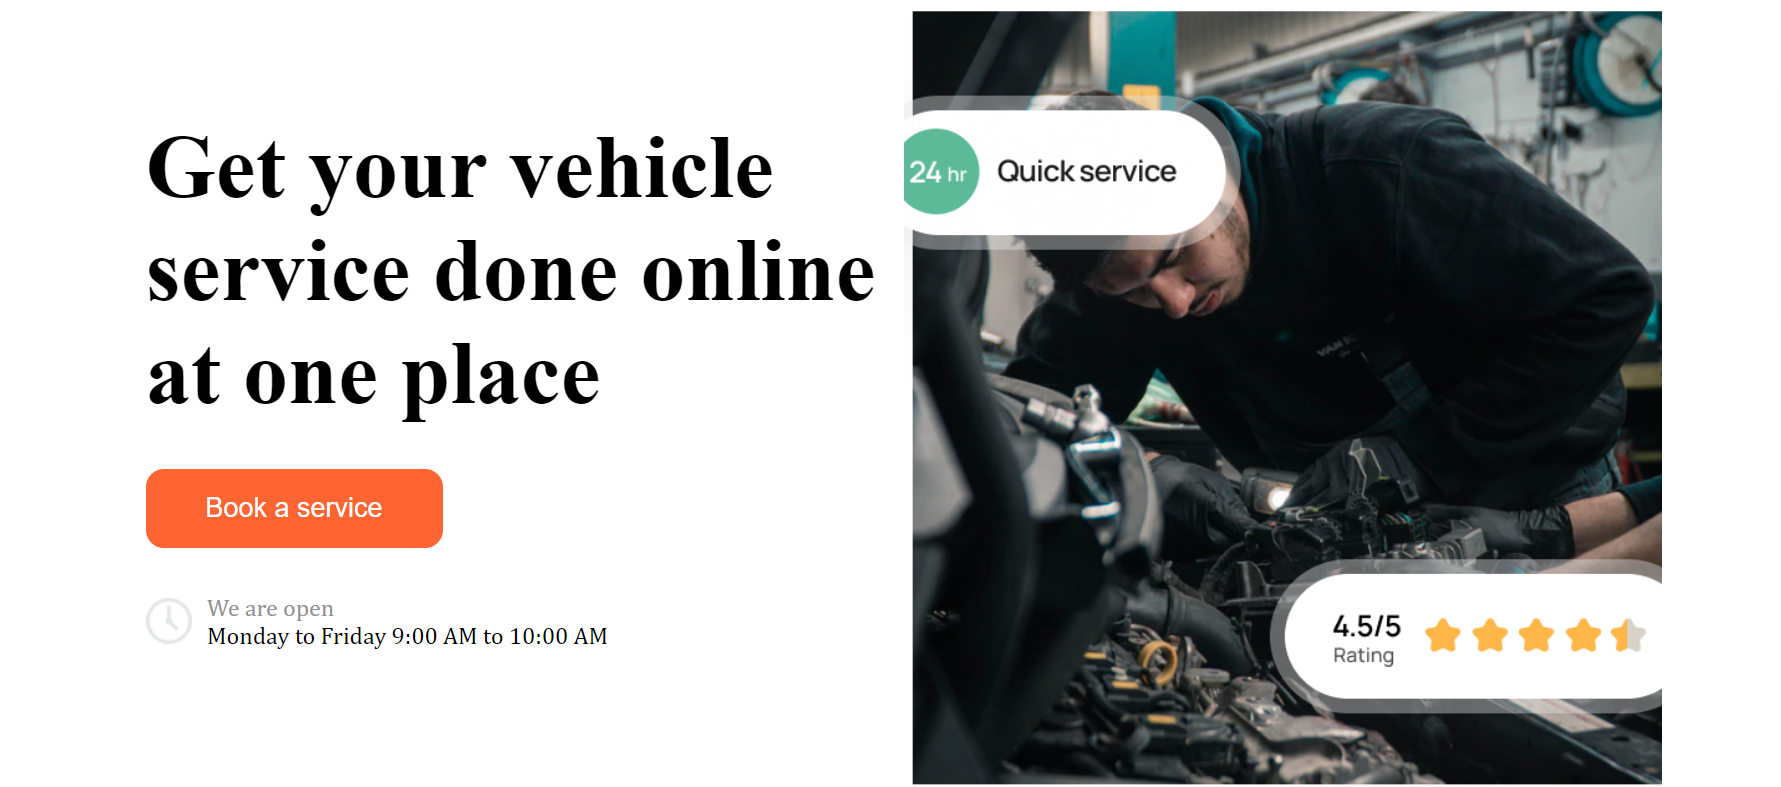 Get your vehicle
service done online
at one place
Book a service
We are open
Monday to Friday 9:00 AM to 10:00 AM
24 hr Quick service
4.5/5
Rating